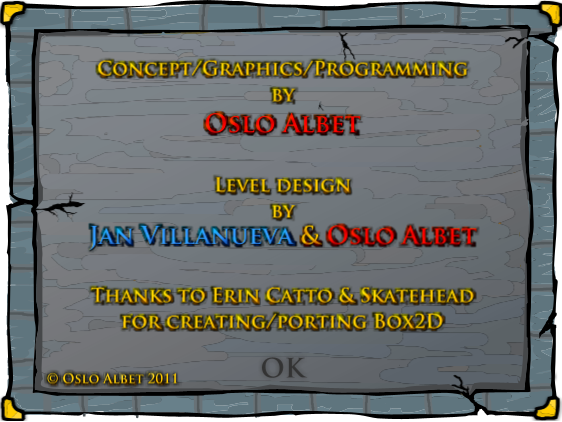 Concept/Graphics/Programming
by
Oslo Albet
Level design
by
Jan Villanueva & Oslo Albet
Thanks to Erin Catto & Skatehead
for creating/porting Box2D
OK
© Oslo Albet 2011